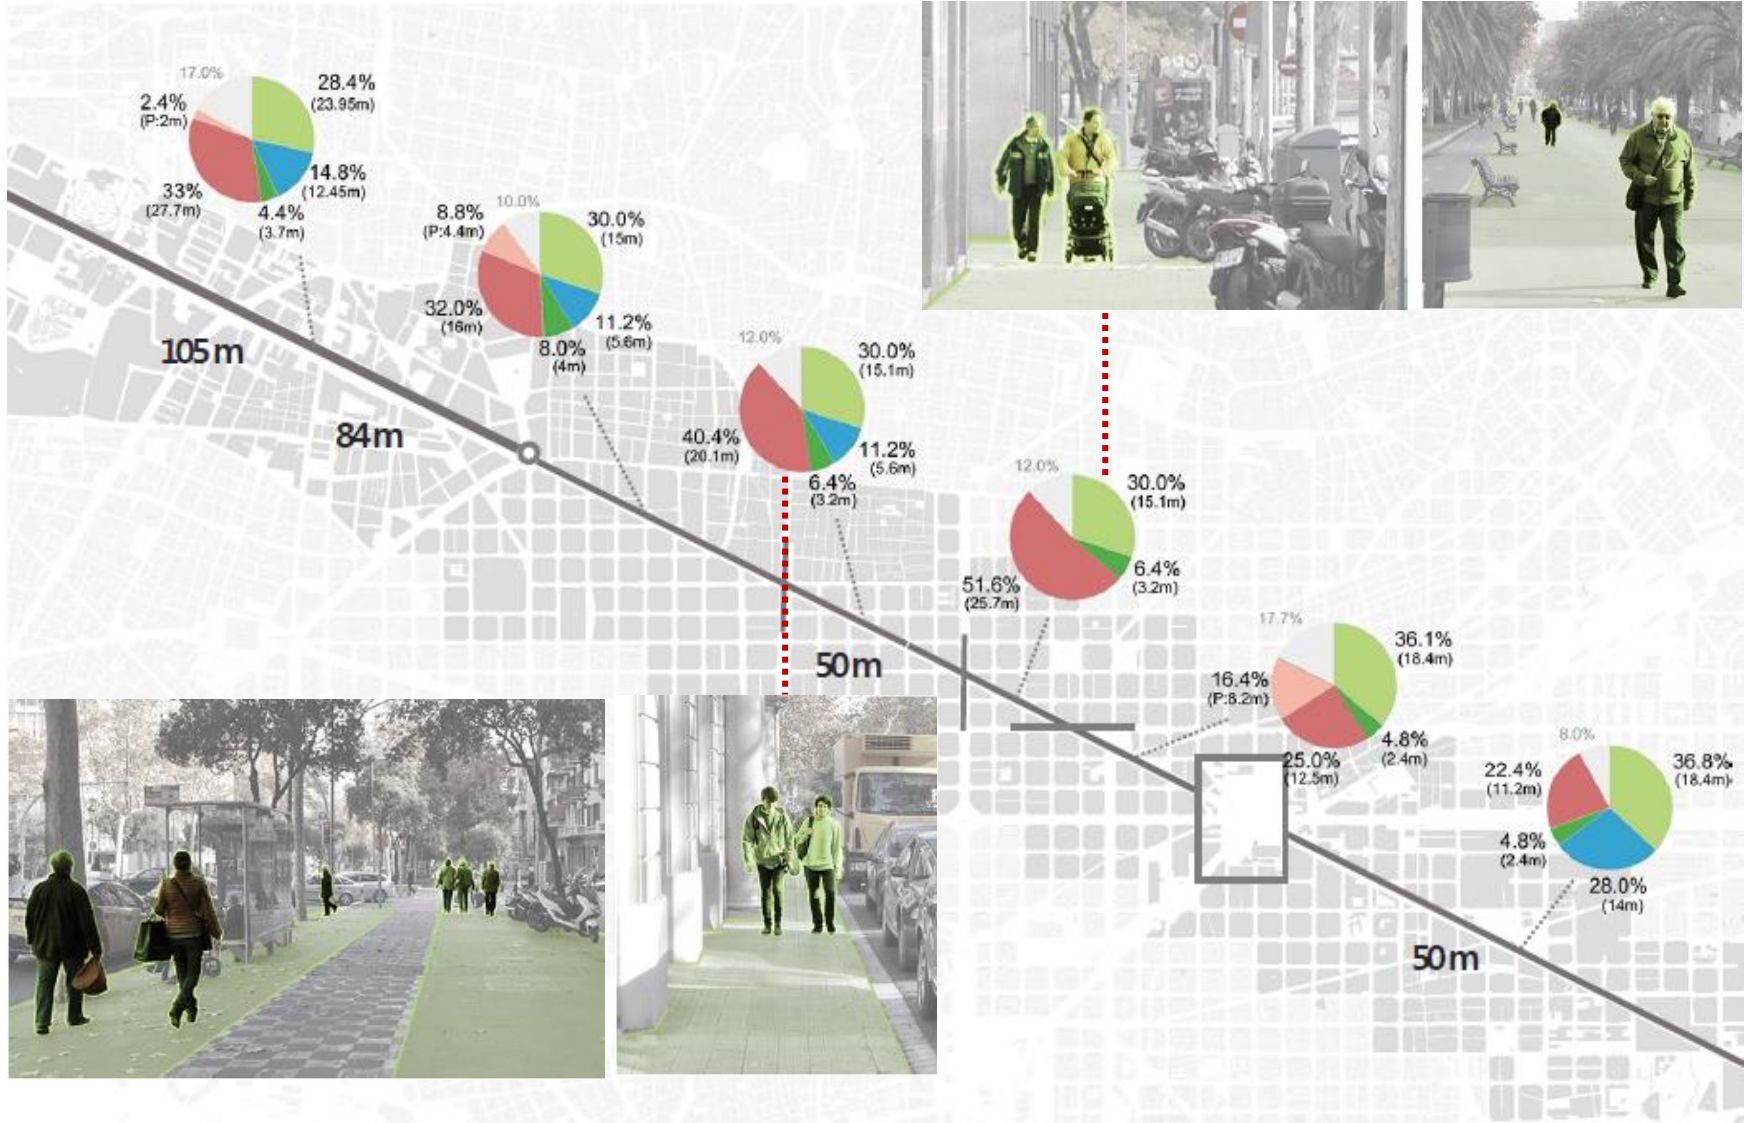 17.0%
28.4%
(23.95m)
2.4%
(P:2m)
14.8%
(12.45m)
33%
(27.7m)
4.4%
(3.7m)
10.0%
8.8%
(P:4.4m)
30.0%
(15m)
32.0%
(16m)
11.2%
(5.6m)
8.0%
(4m)
105m
84m
12.0%
30.0%
(15.1m)
40.4%
(20.1m)
11.2%
(5.6m)
6.4%
(3.2m)
12.0%
30.0%
(15.1m)
51.6%
(25.7m)
6.4%
(3.2m)
50m
17.7%
36.1%
(18.4m)
16.4%
(P:8.2m)
4.8%
(2.4m)
25.0%
(12.5m)
8.0%
36.8%
(18.4m)
22.4%
(11.2m)
4.8%
(2.4m)
28.0%
(14m)
50m